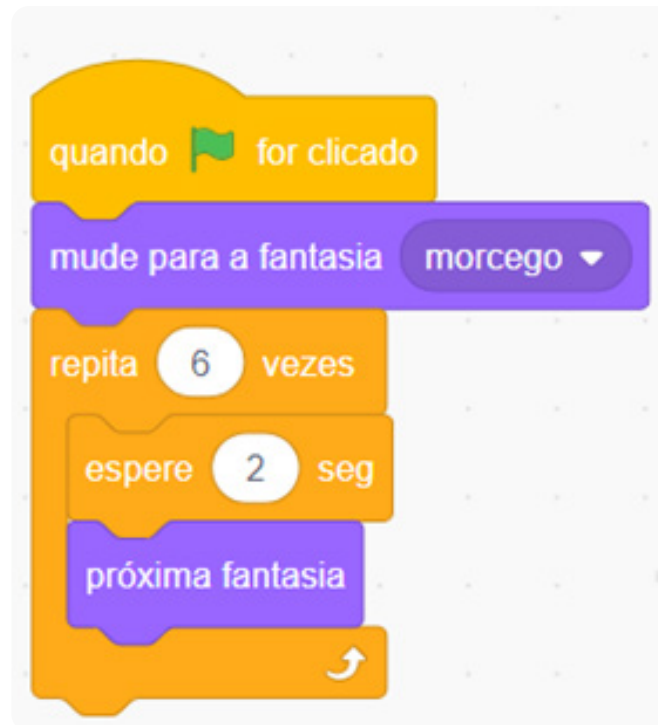 quando for clicado
mude para a fantasia morcego
repita 6 vezes
espere 2 seg
próxima fantasia